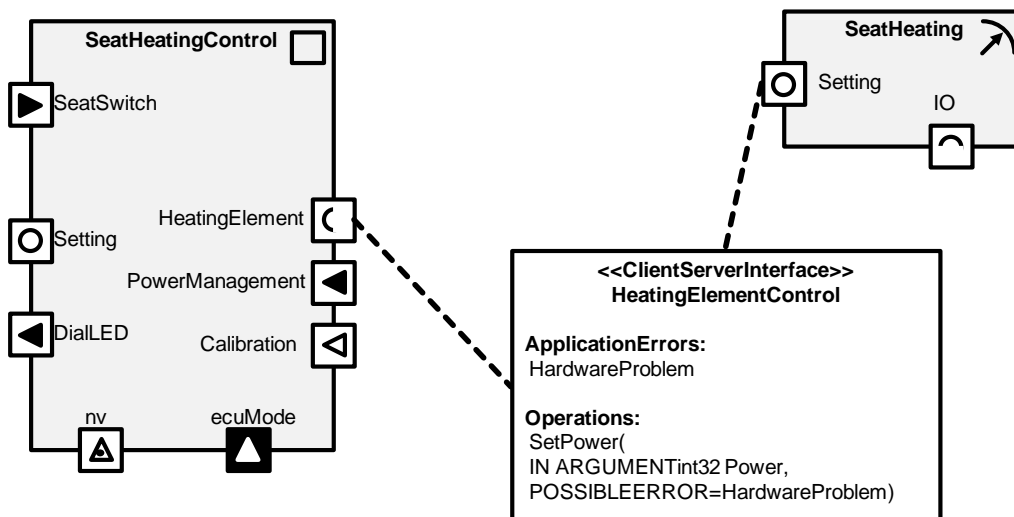 SeatHeatingControl
SeatSwitch
HeatingElement
Setting
PowerManagement
DialLED
Calibration
nv
ecuMode
SeatHeating
Setting
IO
<<ClientServerInterface>>
HeatingElementControl
ApplicationErrors:
HardwareProblem
Operations:
SetPower(
IN ARGUMENTint32 Power,
POSSIBLEERROR=HardwareProblem)